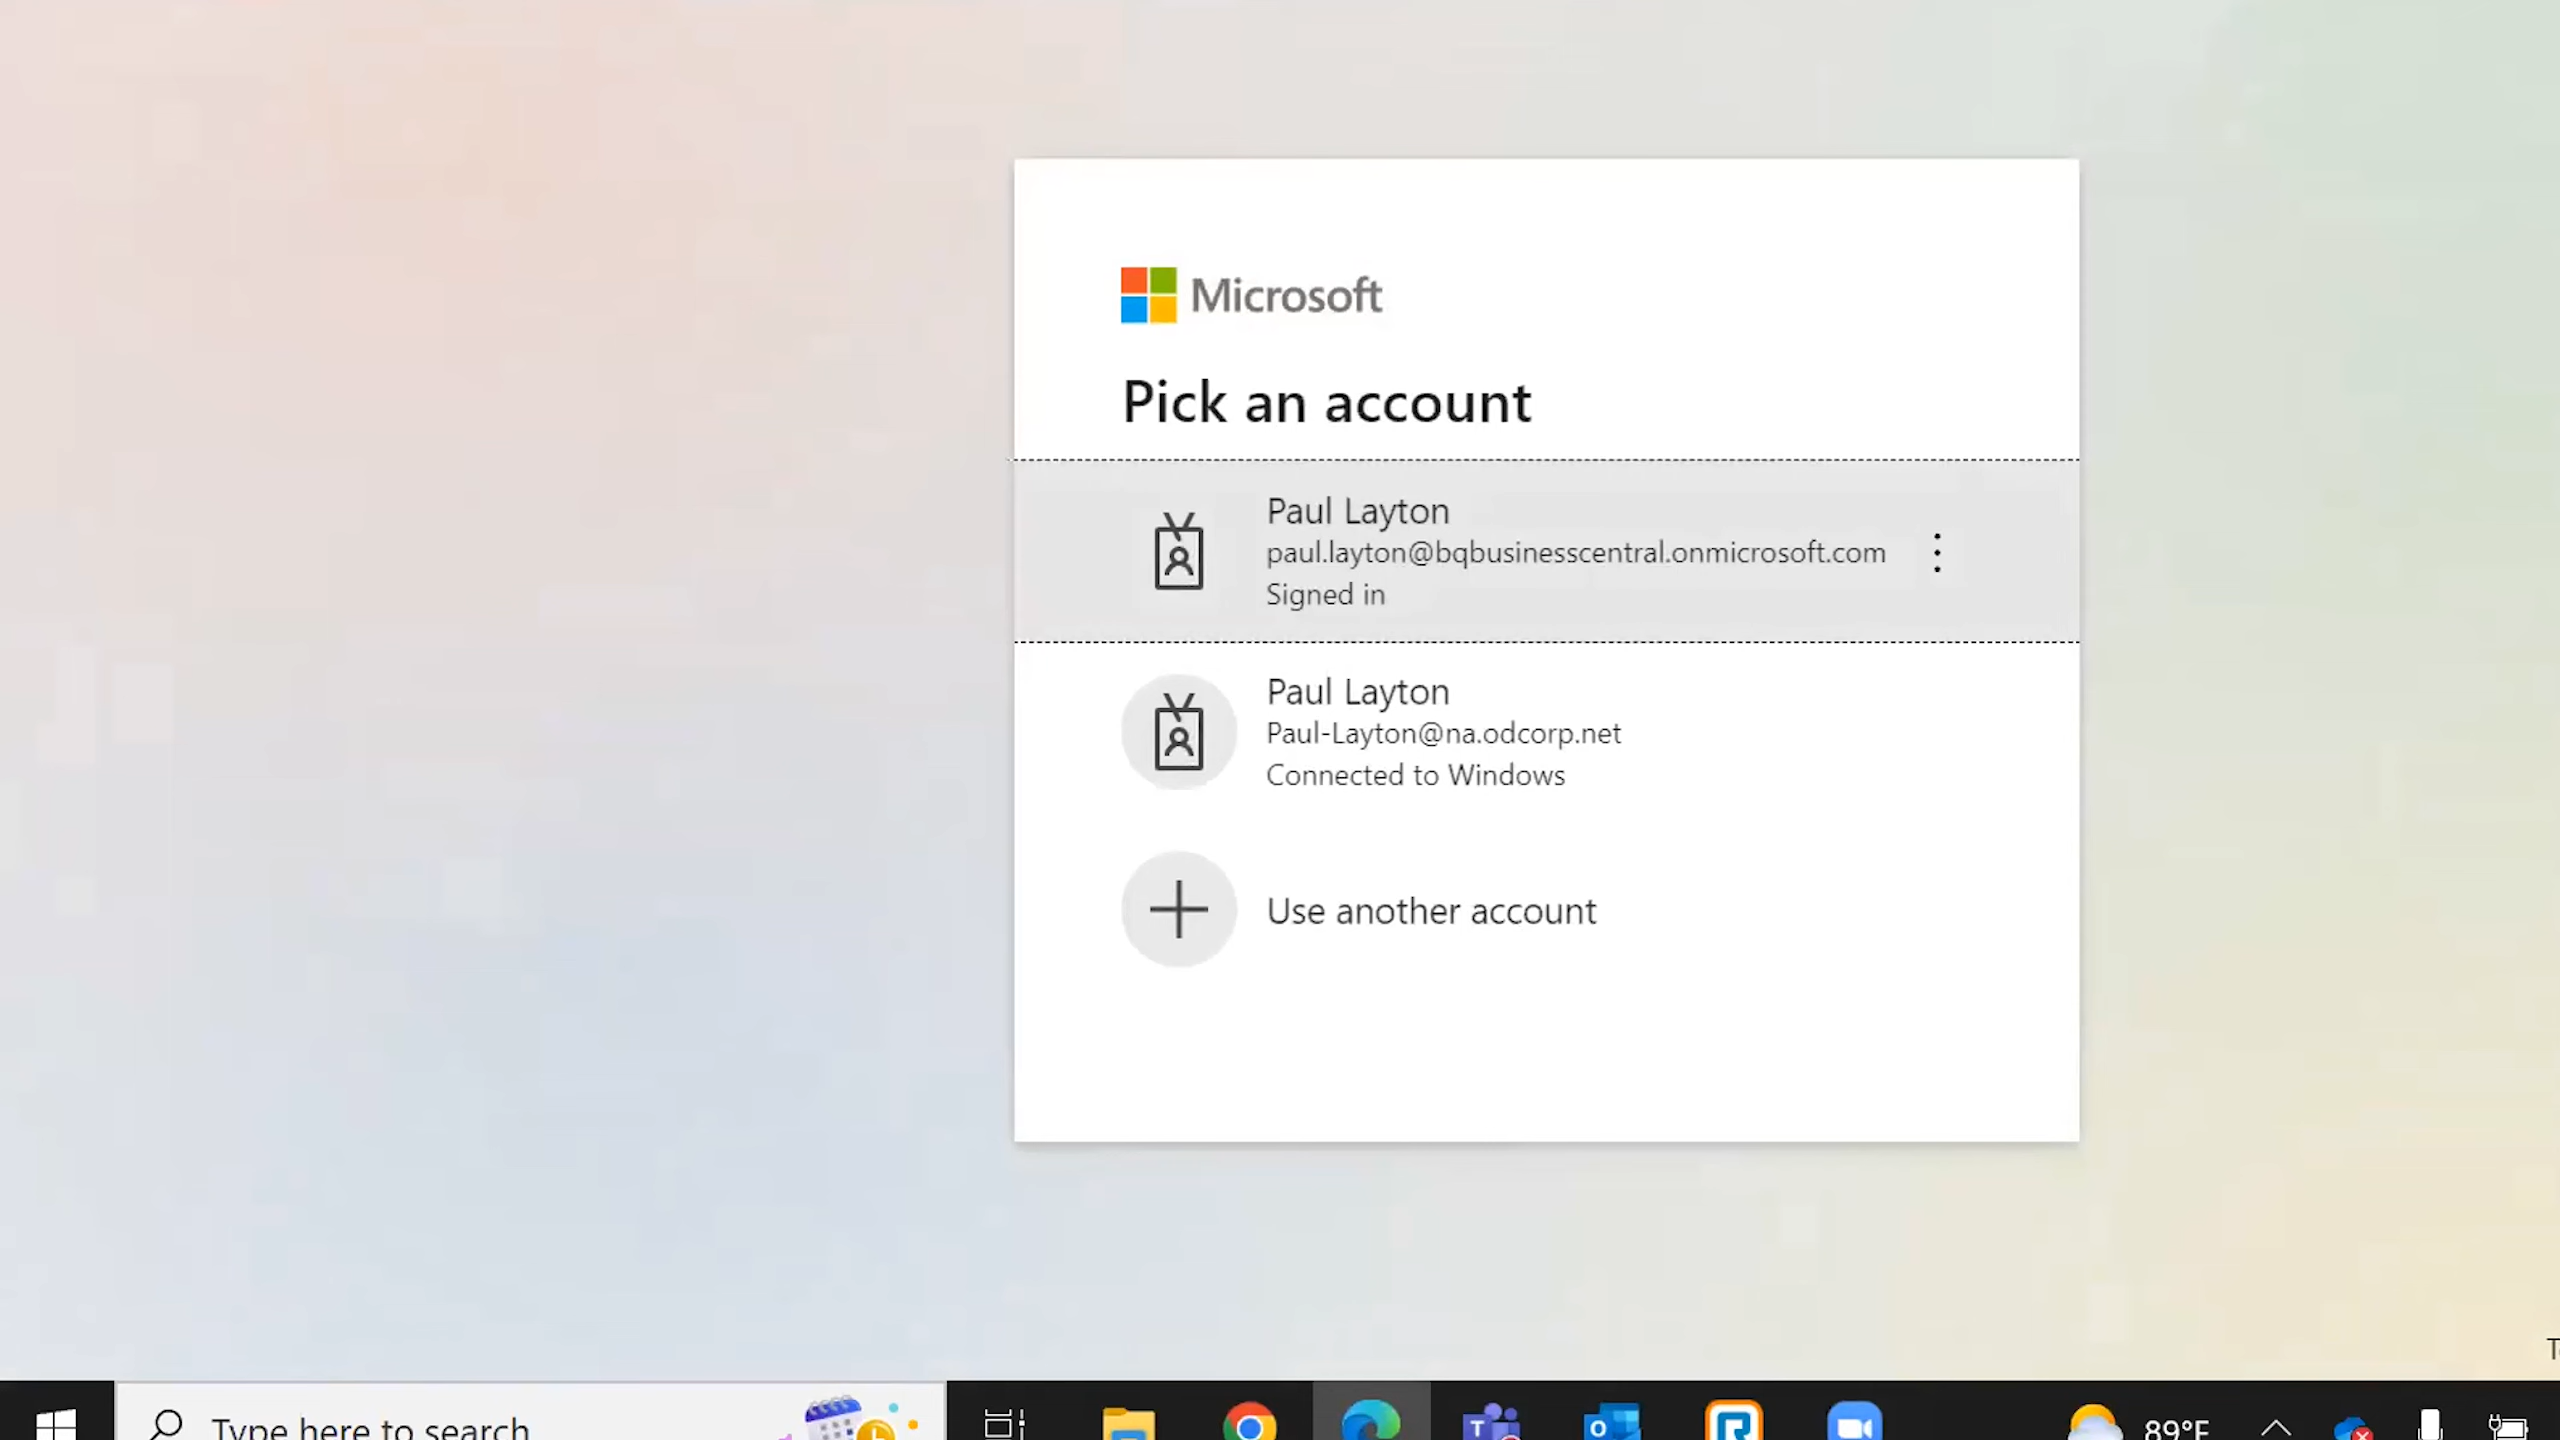 Microsoft
Pick an account
Paul Layton
paul.layton@bqbusinesscentral.onmicrosoft.com
Signed in
Paul Layton
Paul-Layton@na.odcorp.net
Connected to Windows
Use another account
Type here to search
89°F